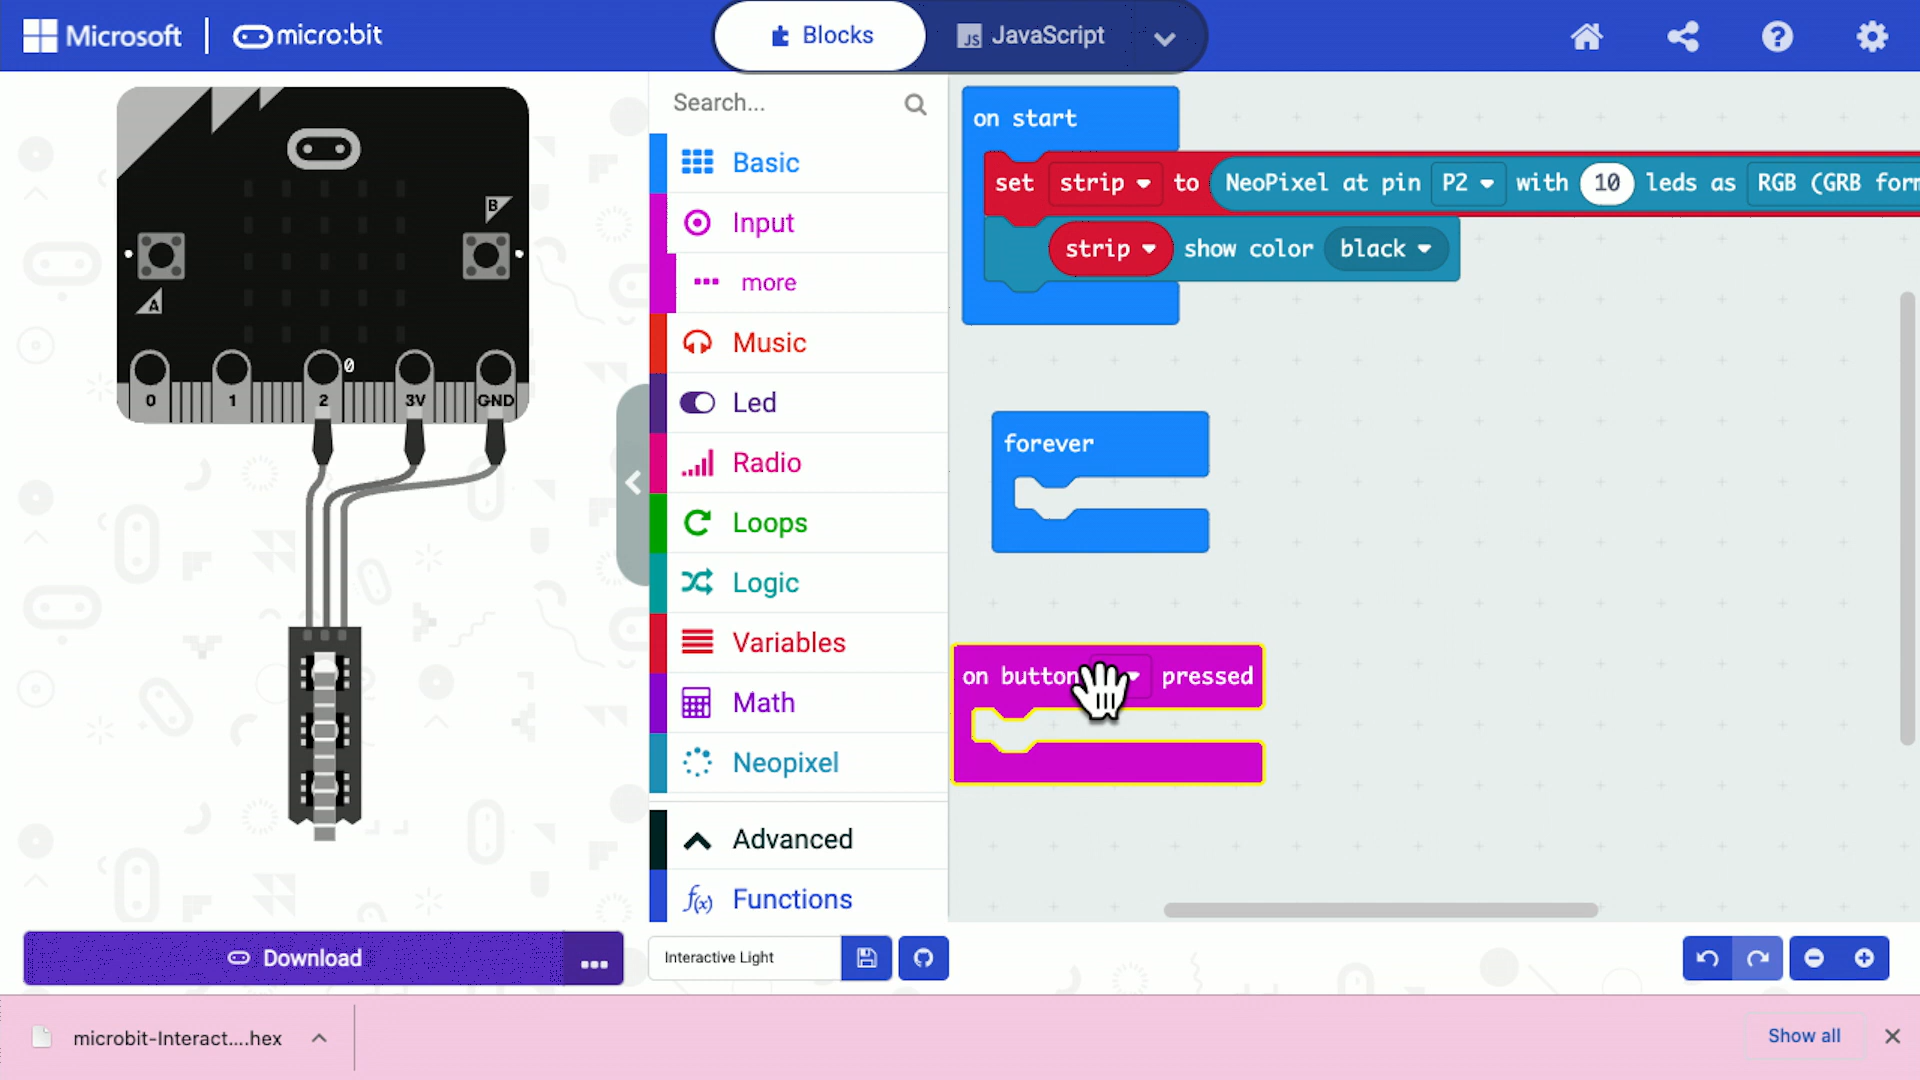 Microsoft
micro:bit
Blocks
JS JavaScript
B
A
0
0
1
2
3V
GND
Search...
Basic
Input
more
Music
Led
Radio
Loops
Logic
Variables
Math
Neopixel
Advanced
f(x) Functions
on start
set strip to NeoPixel at pin P2 with 10 leds as RGB (GRB
strip show color black
forever
on button pressed
Download
Interactive Light
microbit-Interact....hex
Show all